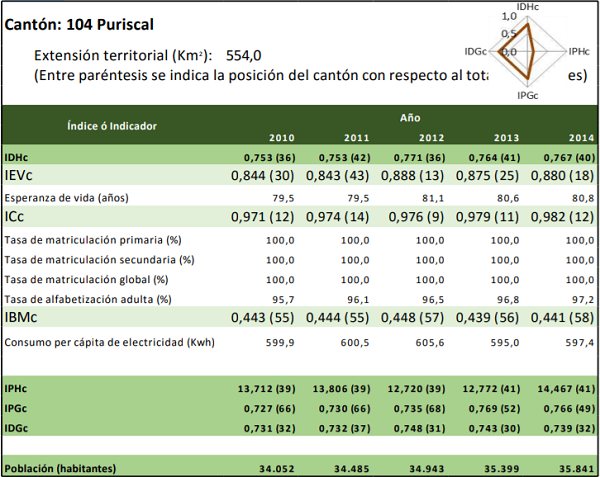 IDHc
1,0
0,5
0,0
IDGc
IPHc
IPGc
Cantón: 104 Puriscal
Extensión territorial (Km²): 554,0
(Entre paréntesis se indica la posición del cantón con respecto al tota es)
Índice ó Indicador Año
2010 2011 2012 2013 2014
IDHc 0,753 (36) 0,753 (42) 0,771 (36) 0,764 (41) 0,767 (40)
IEVc 0,844 (30) 0,843 (43) 0,888 (13) 0,875 (25) 0,880 (18)
Esperanza de vida (años) 79,5 79,5 81,1 80,6 80,8
ICc 0,971 (12) 0,974 (14) 0,976 (9) 0,979 (11) 0,982 (12)
Tasa de matriculación primaria (%) 100,0 100,0 100,0 100,0 100,0
Tasa de matriculación secundaria (%) 100,0 100,0 100,0 100,0 100,0
Tasa de matriculación global (%) 100,0 100,0 100,0 100,0 100,0
Tasa de alfabetización adulta (%) 95,7 96,1 96,5 96,8 97,2
IBMc 0,443 (55) 0,444 (55) 0,448 (57) 0,439 (56) 0,441 (58)
Consumo per cápita de electricidad (Kwh) 599,9 600,5 605,6 595,0 597,4
IPHc 13,712 (39) 13,806 (39) 12,720 (39) 12,772 (41) 14,467 (41)
IPGc 0,727 (66) 0,730 (66) 0,735 (68) 0,769 (52) 0,766 (49)
IDGc 0,731 (32) 0,732 (37) 0,748 (31) 0,743 (30) 0,739 (32)
Población (habitantes) 34.052 34.485 34.943 35.399 35.841